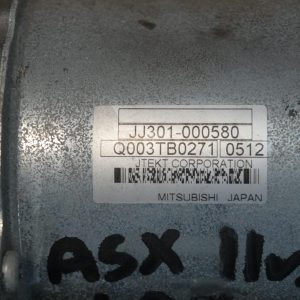 JJ301-000580
Q003TB0271 0512
JTEKT CORPORATION
MITSUBISHI JAPAN
ASX